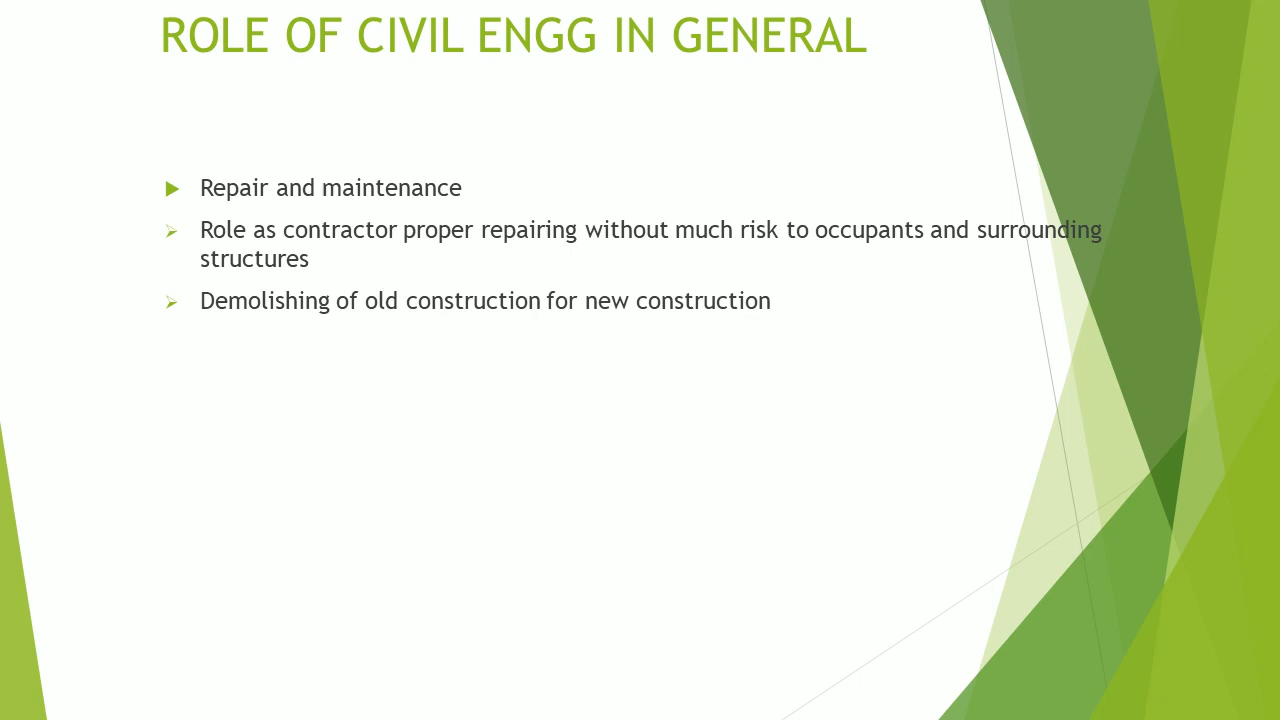 ROLE OF CIVIL ENGG IN GENERAL
Repair and maintenance
Role as contractor proper repairing without much risk to occupants and surrounding
structures
Demolishing of old construction for new construction